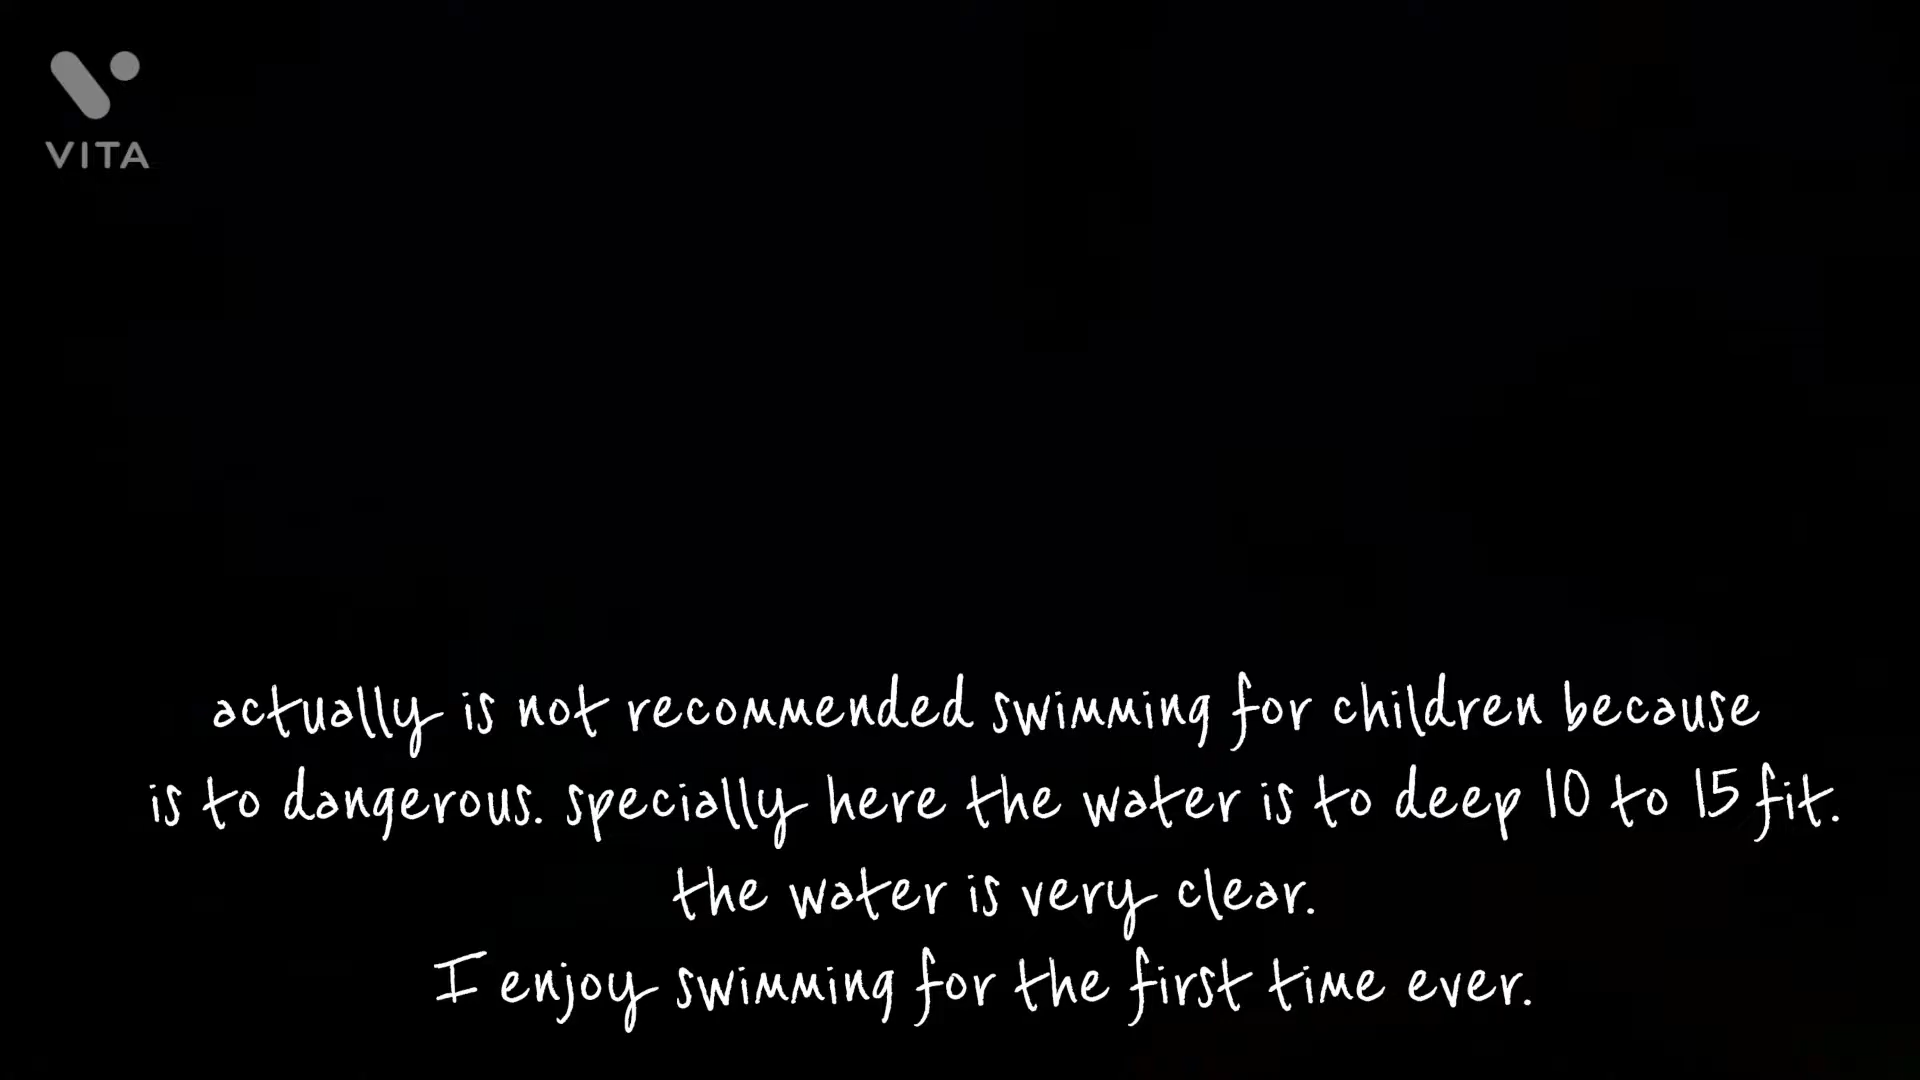 VITA
actually is not recommended swimming for children because
is to dangerous. specially here the water is to deep 10 to 15 fit.
the water is very clear.
I enjoy swimming for the first time ever.